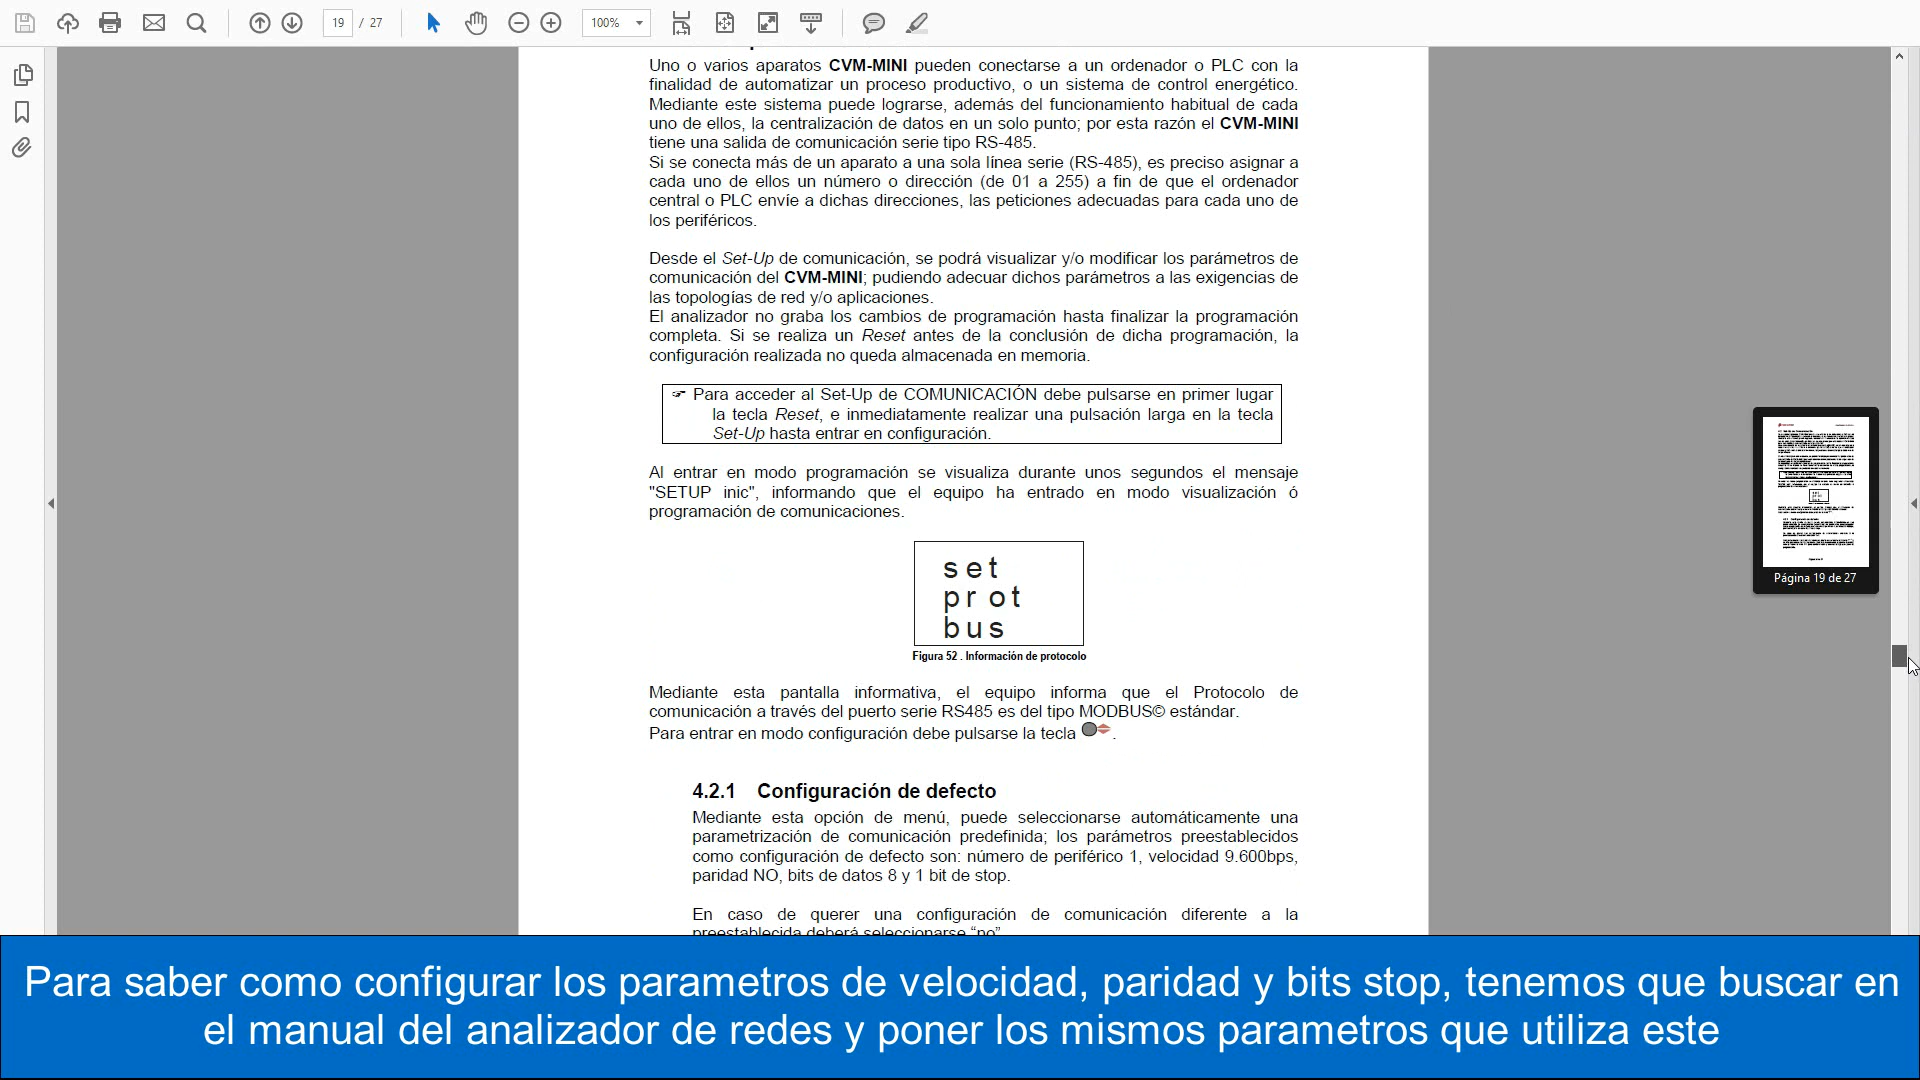 19 / 27
100%
Uno o varios aparatos CVM-MINI pueden conectarse a un ordenador o PLC con la
finalidad de automatizar un proceso productivo, o un sistema de control energético.
Mediante este sistema puede lograrse, además del funcionamiento habitual de cada
uno de ellos, la centralización de datos en un solo punto; por esta razón el CVM-MINI
tiene una salida de comunicación serie tipo RS-485.
Si se conecta más de un aparato a una sola línea serie (RS-485), es preciso asignar a
cada uno de ellos un número o dirección (de 01 a 255) a fin de que el ordenador
central o PLC envíe a dichas direcciones, las peticiones adecuadas para cada uno de
los periféricos.
Desde el Set-Up de comunicación, se podrá visualizar y/o modificar los parámetros de
comunicación del CVM-MINI; pudiendo adecuar dichos parámetros a las exigencias de
las topologías de red y/o aplicaciones.
El analizador no graba los cambios de programación hasta finalizar la programación
completa. Si se realiza un Reset antes de la conclusión de dicha programación, la
configuración realizada no queda almacenada en memoria.
☞ Para acceder al Set-Up de COMUNICACIÓN debe pulsarse en primer lugar
la tecla Reset, e inmediatamente realizar una pulsación larga en la tecla
Set-Up hasta entrar en configuración.
Al entrar en modo programación se visualiza durante unos segundos el mensaje
"SETUP inic", informando que el equipo ha entrado en modo visualización ó
programación de comunicaciones.
set
prot
bus
Figura 52 . Información de protocolo
Mediante esta pantalla informativa, el equipo informa que el Protocolo de
comunicación a través del puerto serie RS485 es del tipo MODBUS© estándar.
Para entrar en modo configuración debe pulsarse la tecla .
4.2.1 Configuración de defecto
Mediante esta opción de menú, puede seleccionarse automáticamente una
parametrización de comunicación predefinida; los parámetros preestablecidos
como configuración de defecto son: número de periférico 1, velocidad 9.600bps,
paridad NO, bits de datos 8 y 1 bit de stop.
En caso de querer una configuración de comunicación diferente a la
preestablecida deberá seleccionarse “no”
Página 19 de 27
Para saber como configurar los parametros de velocidad, paridad y bits stop, tenemos que buscar en
el manual del analizador de redes y poner los mismos parametros que utiliza este